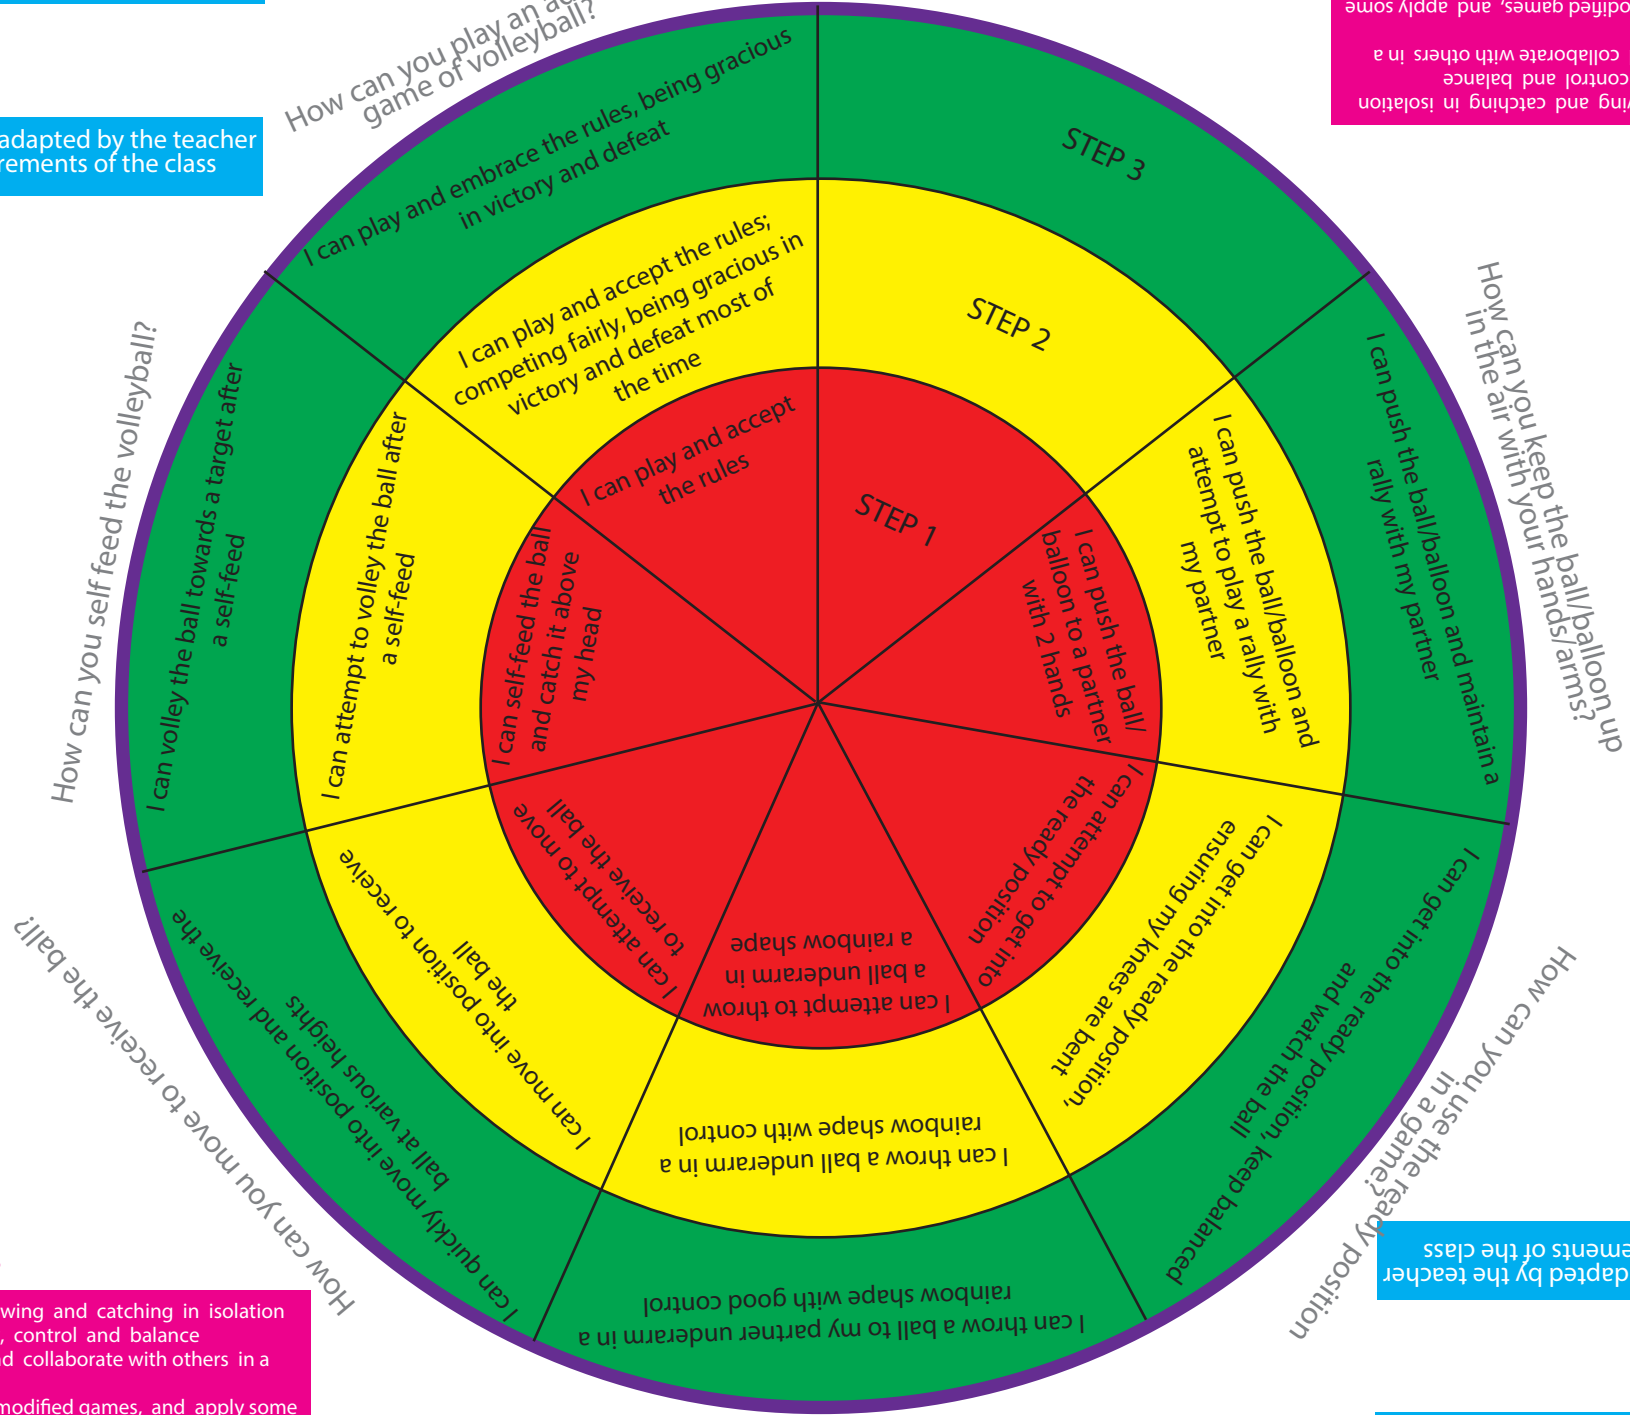 adapted by the teacher
rements of the class
How can you play an
game of volleyball?
I can play and embrace the rules, being gracious
in victory and defeat
I can play and accept the rules;
competing fairly, being gracious in
victory and defeat most of
the time
I can play and accept
the rules
STEP 3
STEP 2
STEP 1
How can you keep the ball/balloon up
in the air with your hands/arms?
I can push the ball/balloon and maintain a
rally with my partner
I can push the ball/balloon and
attempt to play a rally with
my partner
I can push the ball/
balloon to a partner
with 2 hands
How can you use the ready position
in a game?
I can get into the ready position, keep balanced
and watch the ball
I can get into the ready position,
ensuring my knees are bent
I can attempt to get into
the ready position
I can throw a ball to my partner underarm in a
rainbow shape with good control
I can throw a ball underarm in a
rainbow shape with control
I can attempt to throw
a ball underarm in
a rainbow shape
How can you move to receive the ball?
I can quickly move into position and receive the
ball at various heights
I can move into position to receive
the ball
I can attempt to move
to receive the ball
How can you self feed the volleyball?
I can volley the ball towards a target after
a self-feed
I can attempt to volley the ball after
a self-feed
I can self-feed the ball
and catch it above
my head
wing and catching in isolation
, control and balance
d collaborate with others in a
modified games, and apply some
wing and catching in isolation
control and balance
collaborate with others in a
odified games, and apply some
dapted by the teacher
ements of the class